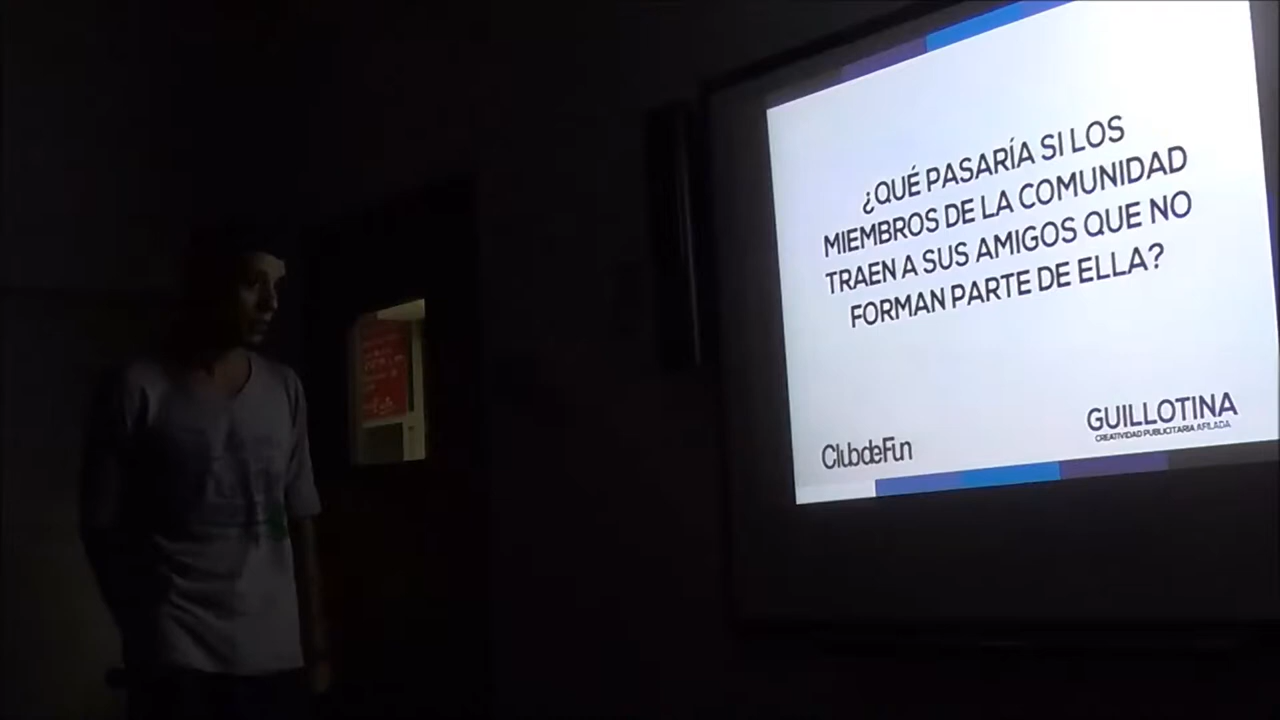 ¿QUÉ PASARÍA SI LOS
MIEMBROS DE LA COMUNIDAD
TRAEN A SUS AMIGOS QUE NO
FORMAN PARTE DE ELLA?
ClubdeFun
GUILLOTINA
CREATIVIDAD PUBLICITARIA AFILADA